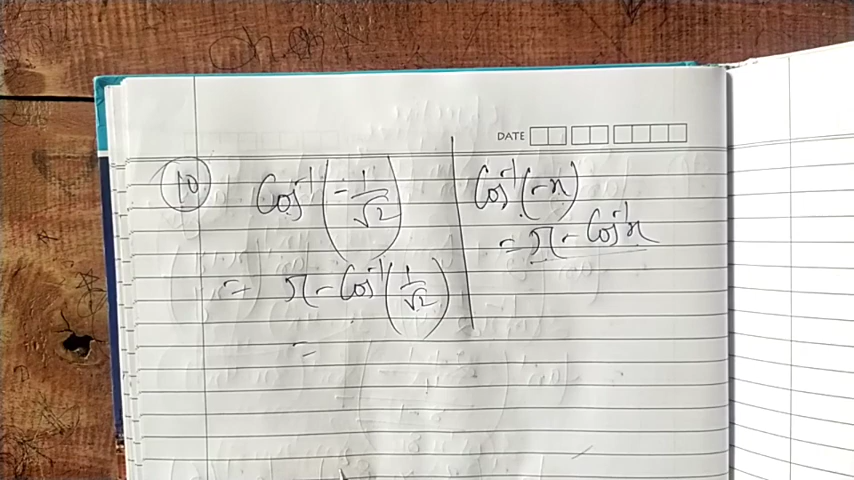 DATE
⑩ Cos⁻¹(-1/√2)
= π - Cos⁻¹(1/√2)
=
Cos⁻¹(-x)
= π - Cos⁻¹x